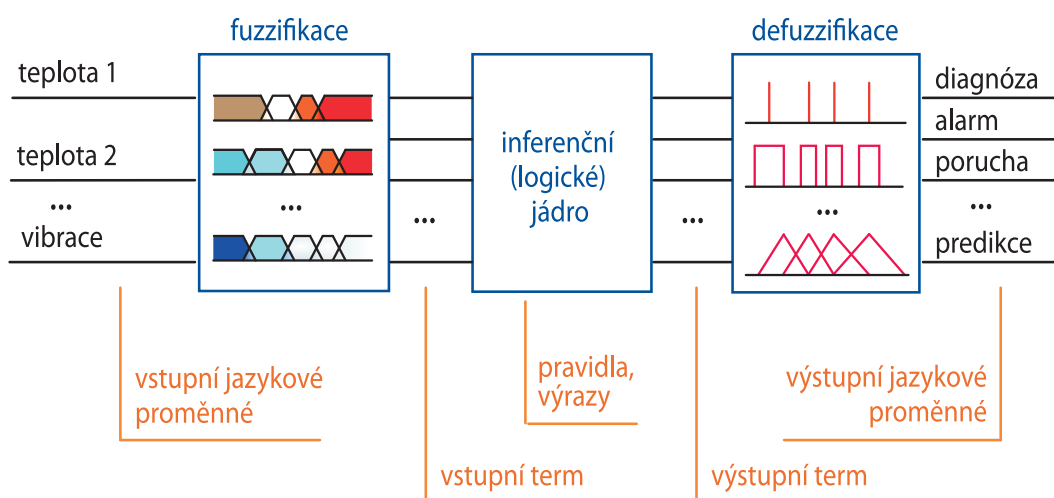 fuzzifikace
defuzzifikace
teplota 1
teplota 2
...
vibrace
...
...
inferenční
(logické)
jádro
...
...
diagnóza
alarm
porucha
...
predikce
vstupní jazykové
proměnné
vstupní term
pravidla,
výrazy
výstupní term
výstupní jazykové
proměnné